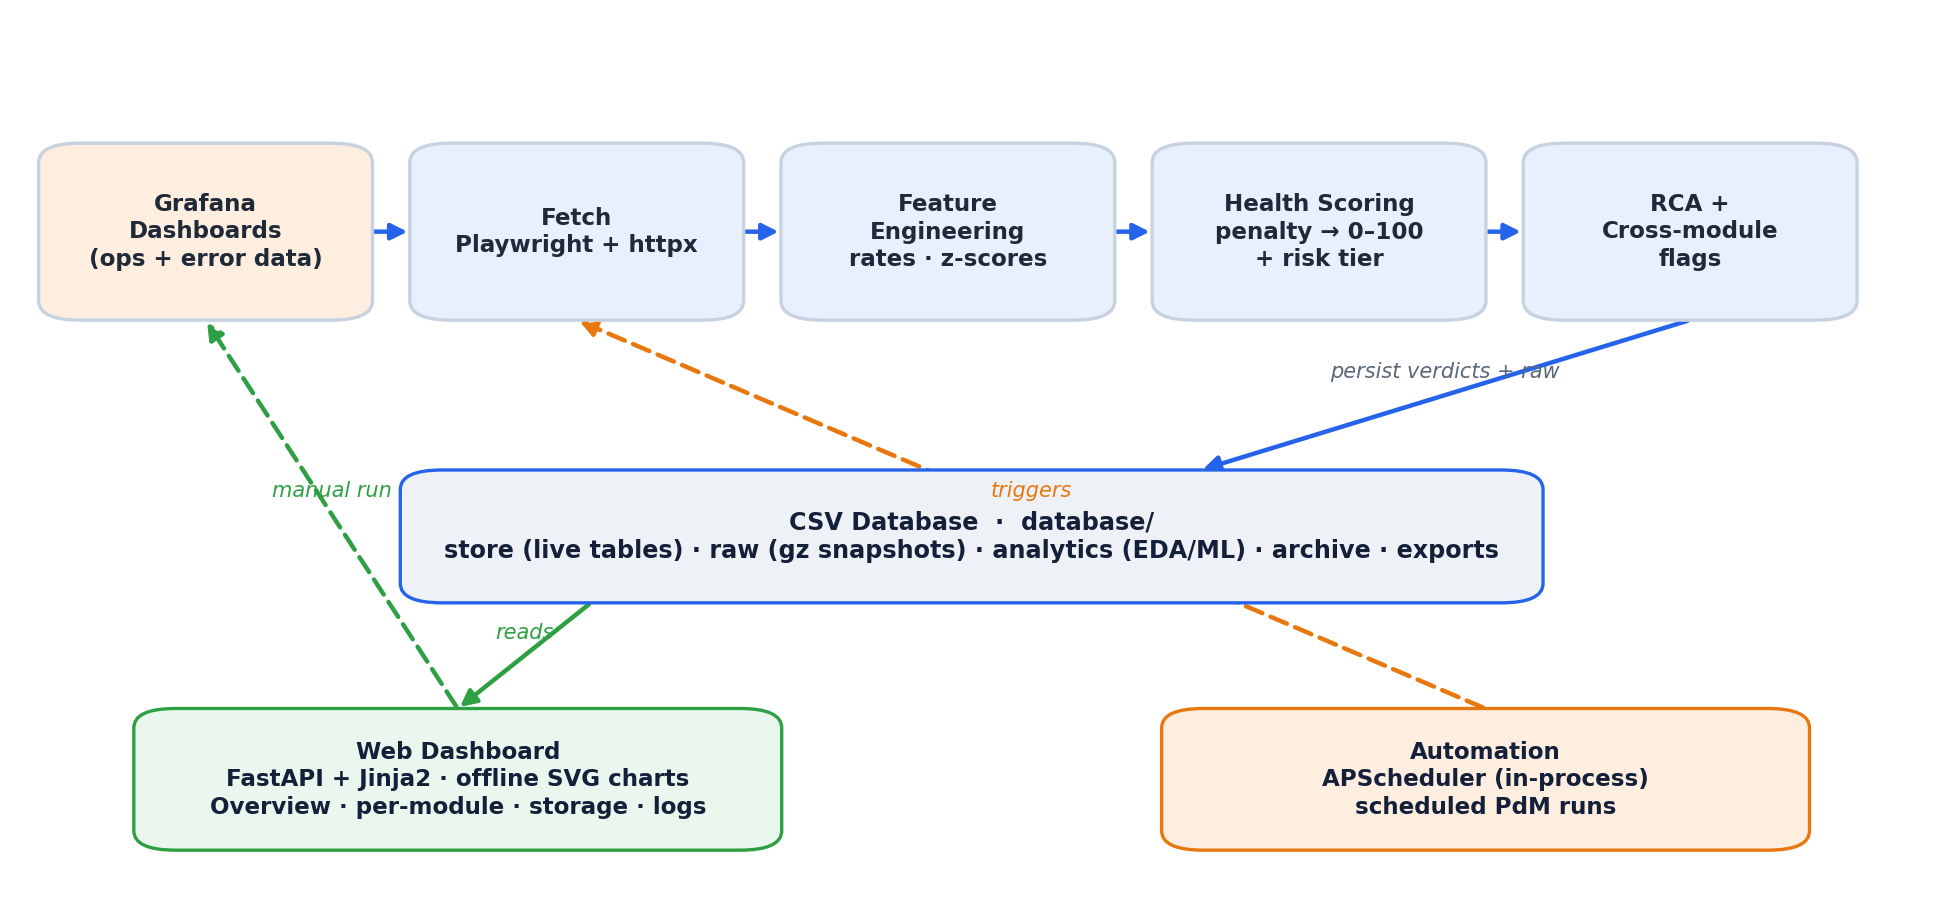 Grafana
Dashboards
(ops + error data)
Fetch
Playwright + httpx
Feature
Engineering
rates · z-scores
Health Scoring
penalty → 0–100
+ risk tier
RCA +
Cross-module
flags
persist verdicts + raw
manual run
triggers
CSV Database · database/
store (live tables) · raw (gz snapshots) · analytics (EDA/ML) · archive · exports
reads
Web Dashboard
FastAPI + Jinja2 · offline SVG charts
Overview · per-module · storage · logs
Automation
APScheduler (in-process)
scheduled PdM runs